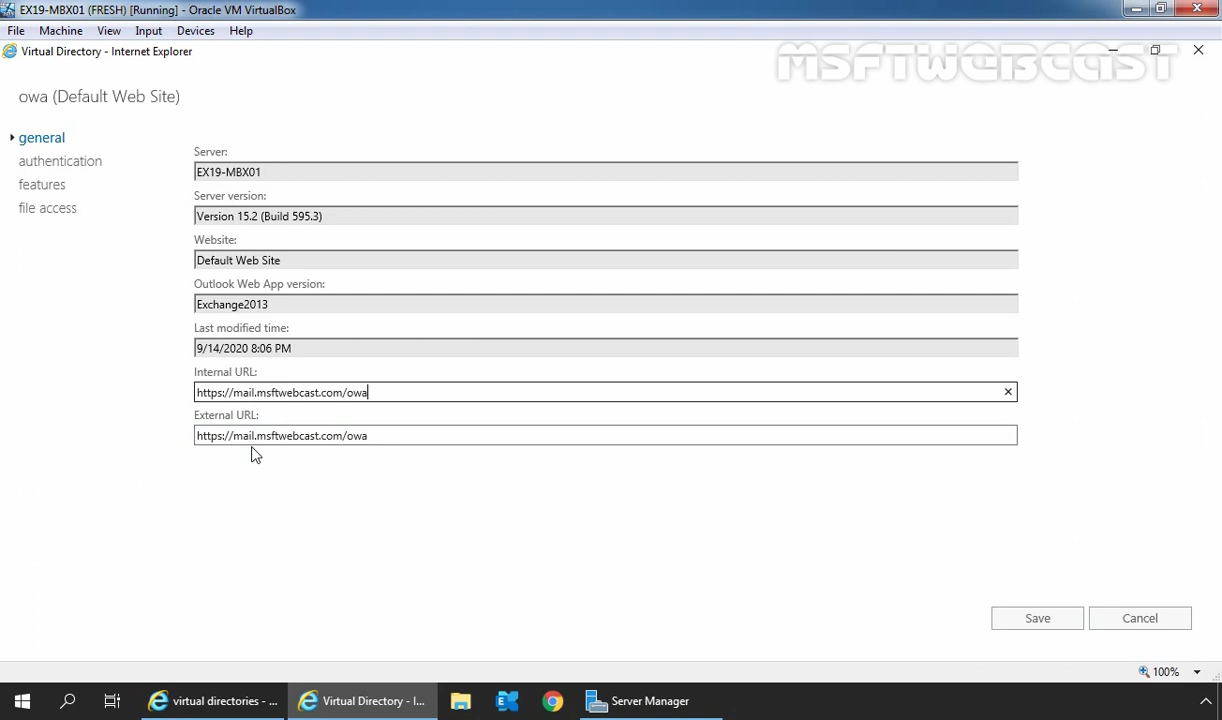 EX19-MBX01 (FRESH) [Running] - Oracle VM VirtualBox
File Machine View Input Devices Help
Virtual Directory - Internet Explorer
MSFTWEBCAST
owa (Default Web Site)
general
authentication
features
file access
Server:
EX19-MBX01
Server version:
Version 15.2 (Build 595.3)
Website:
Default Web Site
Outlook Web App version:
Exchange2013
Last modified time:
9/14/2020 8:06 PM
Internal URL:
https://mail.msftwebcast.com/owa
External URL:
https://mail.msftwebcast.com/owa
Save Cancel
100%
virtual directories - ... Virtual Directory - I... Server Manager